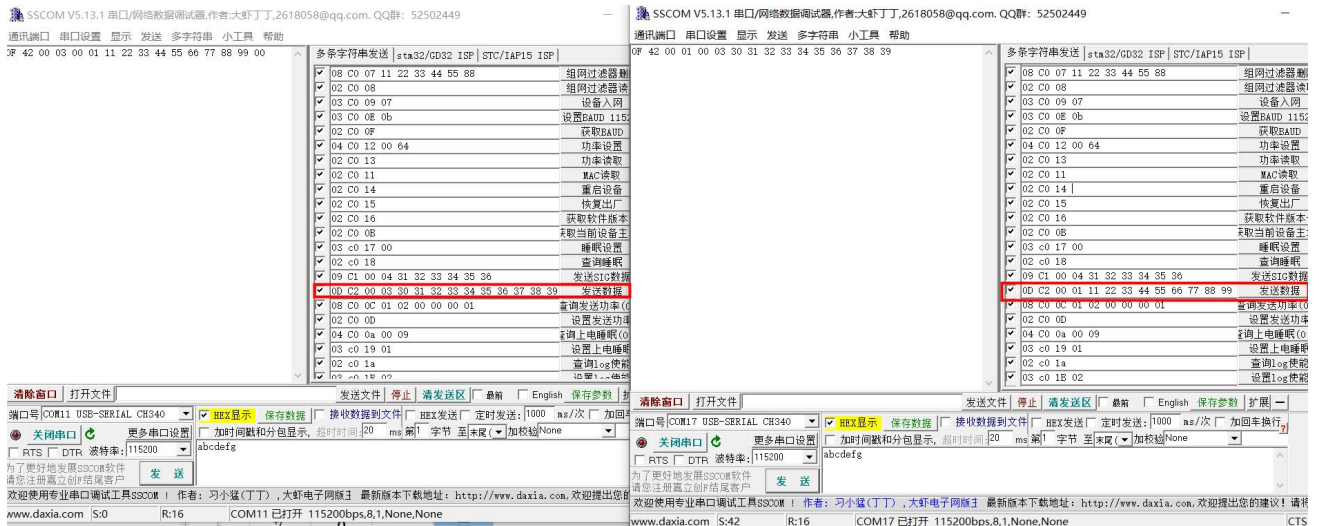 SSCOM V5.13.1 串口/网络数据调试器,作者:大虾丁丁,2618058@qq.com. QQ群: 52502449
通讯端口 串口设置 显示 发送 多字符串 小工具 帮助
0F 42 00 03 00 01 11 22 33 44 55 66 77 88 99 00
多条字符串发送 stm32/GD32 ISP STC/IAP15 ISP
08 C0 07 11 22 33 44 55 88 组网过滤器删
02 C0 08 组网过滤器读
03 C0 09 07 设备入网
03 C0 0E 0b 设置BAUD 1152
02 C0 0F 获取BAUD
04 C0 12 00 64 功率设置
02 C0 13 功率读取
02 C0 11 MAC读取
02 C0 14 重启设备
02 C0 15 恢复出厂
02 C0 16 获取软件版本
02 C0 0B 获取当前设备主
03 c0 17 00 睡眠设置
02 c0 18 查询睡眠
09 C1 00 04 31 32 33 34 35 36 发送SIG数据
0D C2 00 03 30 31 32 33 34 35 36 37 38 39 发送数据
08 C0 0C 01 02 00 00 00 01 查询发送功率(0
02 C0 0D 设置发送功率
04 C0 0a 00 09 查询上电睡眠(0
03 c0 19 01 设置上电睡眠
02 c0 1a 查询log使能
03 c0 1B 02 设置log使能
清除窗口 打开文件 发送文件 停止 清发送区 最前 English 保存参数 扩
端口号 COM11 USB-SERIAL CH340 HEX显示 保存数据 接收数据到文件 HEX发送 定时发送: 1000 ms/次 加回车
关闭串口 更多串口设置 加时间戳和分包显示, 超时时间: 20 ms 第1 字节 至 末尾 加校验 None
RTS DTR 波特率: 115200 abcdefg
为了更好地发展SSCOM软件
请您注册嘉立创F结尾客户 发 送
欢迎使用专业串口调试工具SSCOM ! 作者: 习小猛(丁丁) ,大虾电子网版主 最新版本下载地址: http://www.daxia.com,欢迎提出您的
www.daxia.com S:0 R:16 COM11 已打开 115200bps,8,1,None,None
SSCOM V5.13.1 串口/网络数据调试器,作者:大虾丁丁,2618058@qq.com. QQ群: 52502449
通讯端口 串口设置 显示 发送 多字符串 小工具 帮助
0F 42 00 01 00 03 30 31 32 33 34 35 36 37 38 39
多条字符串发送 stm32/GD32 ISP STC/IAP15 ISP
08 C0 07 11 22 33 44 55 88 组网过滤器删
02 C0 08 组网过滤器读
03 C0 09 07 设备入网
03 C0 0E 0b 设置BAUD 1152
02 C0 0F 获取BAUD
04 C0 12 00 64 功率设置
02 C0 13 功率读取
02 C0 11 MAC读取
02 C0 14 重启设备
02 C0 15 恢复出厂
02 C0 16 获取软件版本
02 C0 0B 获取当前设备主
03 c0 17 00 睡眠设置
02 c0 18 查询睡眠
09 C1 00 04 31 32 33 34 35 36 发送SIG数据
0D C2 00 01 11 22 33 44 55 66 77 88 99 发送数据
08 C0 0C 01 02 00 00 00 01 查询发送功率(0
02 C0 0D 设置发送功率
04 C0 0a 00 09 查询上电睡眠(0
03 c0 19 01 设置上电睡眠
02 c0 1a 查询log使能
03 c0 1B 02 设置log使能
清除窗口 打开文件 发送文件 停止 清发送区 最前 English 保存参数 扩展 —
端口号 COM17 USB-SERIAL CH340 HEX显示 保存数据 接收数据到文件 HEX发送 定时发送: 1000 ms/次 加回车换行
关闭串口 更多串口设置 加时间戳和分包显示, 超时时间: 20 ms 第1 字节 至 末尾 加校验 None
RTS DTR 波特率: 115200 abcdefg
为了更好地发展SSCOM软件
请您注册嘉立创F结尾客户 发 送
欢迎使用专业串口调试工具SSCOM ! 作者: 习小猛(丁丁) ,大虾电子网版主 最新版本下载地址: http://www.daxia.com,欢迎提出您的建议! 请将
www.daxia.com S:42 R:16 COM17 已打开 115200bps,8,1,None,None CTS